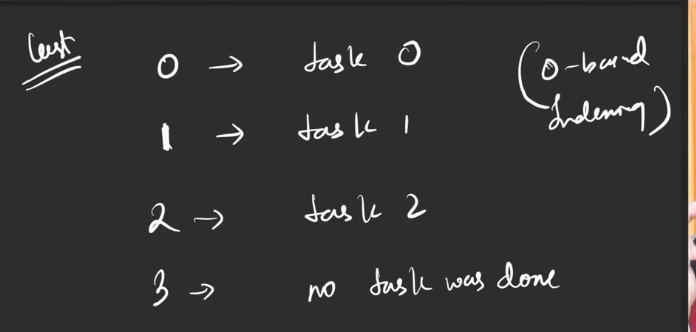 last
0 → task 0
(0-based
Indexing)
1 → task 1
2 → task 2
3 → no task was done